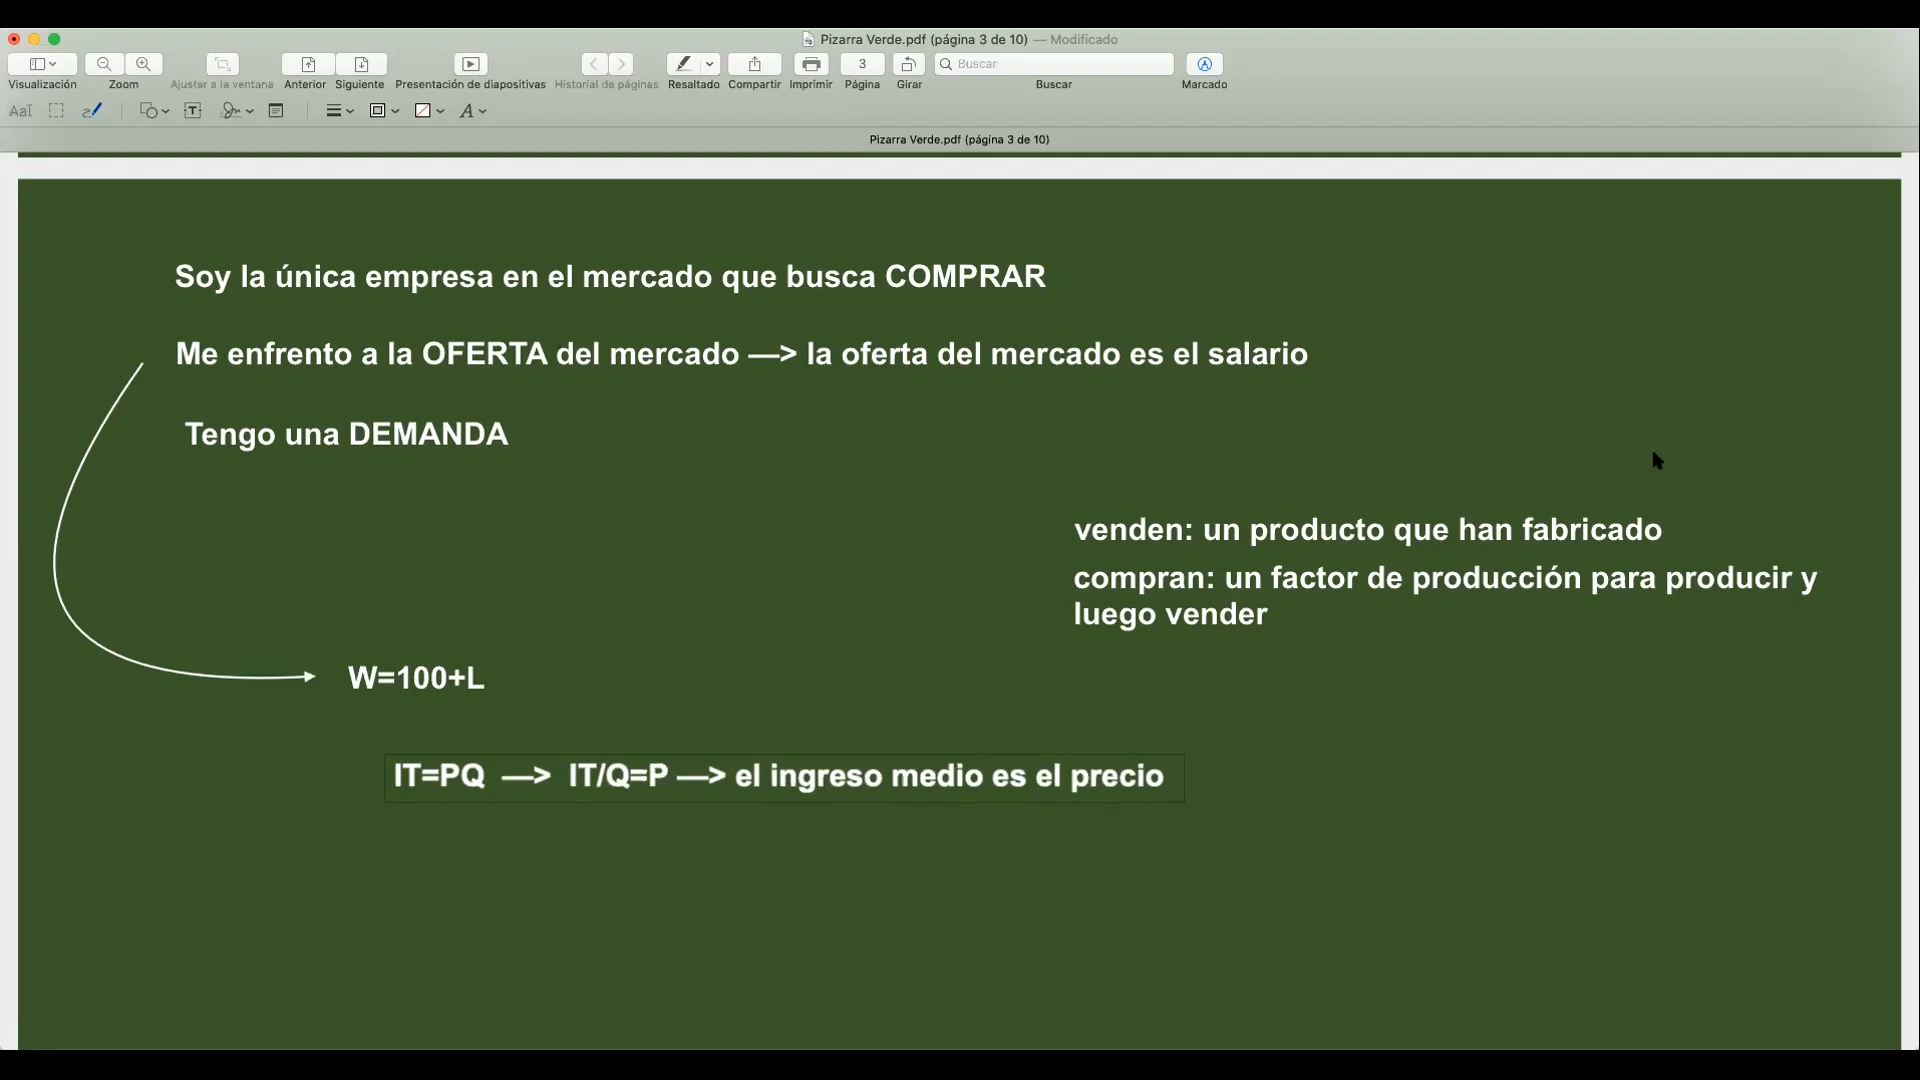 Pizarra Verde.pdf (página 3 de 10) — Modificado
3
Buscar
Visualización
Zoom
Ajustar a la ventana
Anterior
Siguiente
Presentación de diapositivas
Historial de páginas
Resaltado
Compartir
Imprimir
Página
Girar
Buscar
Marcado
Pizarra Verde.pdf (página 3 de 10)
Soy la única empresa en el mercado que busca COMPRAR
Me enfrento a la OFERTA del mercado —> la oferta del mercado es el salario
Tengo una DEMANDA
venden: un producto que han fabricado
compran: un factor de producción para producir y
luego vender
W=100+L
IT=PQ —> IT/Q=P —> el ingreso medio es el precio